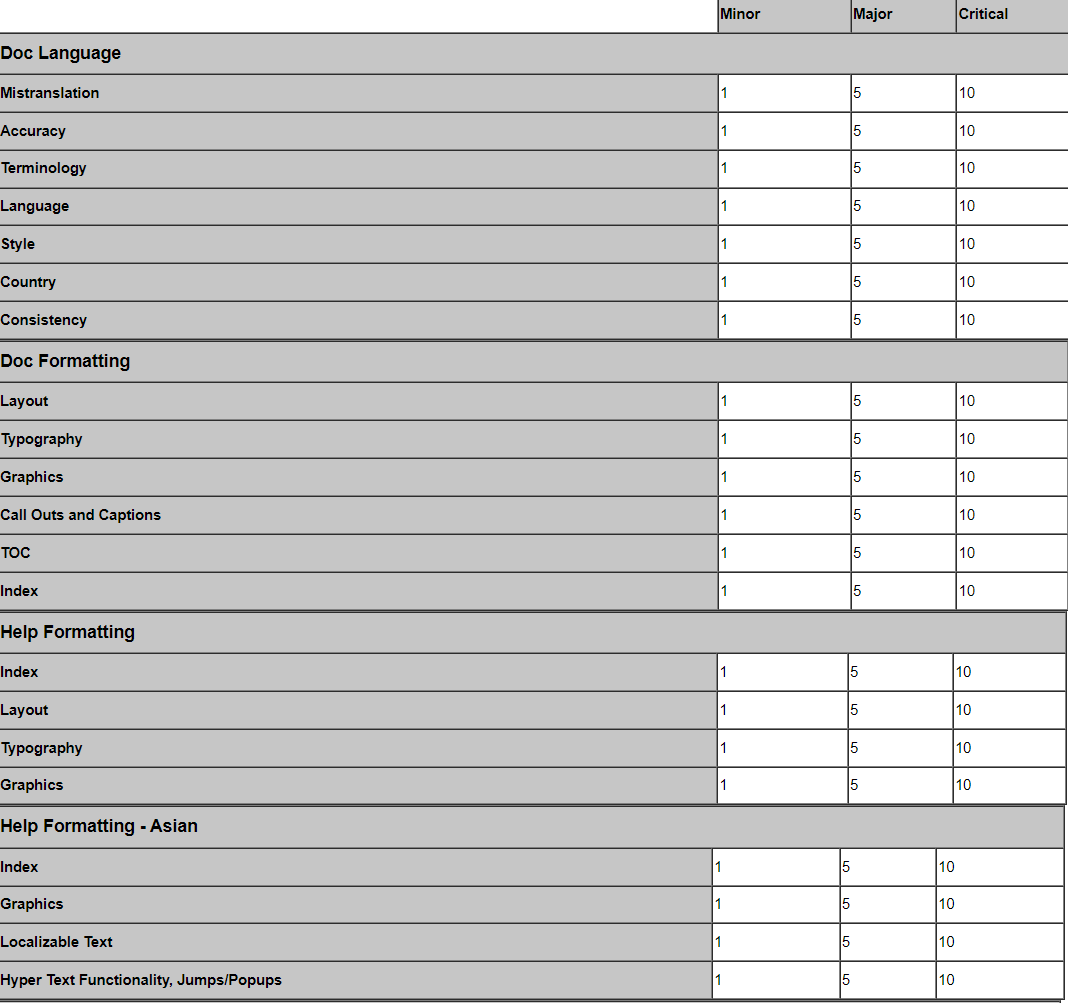 Minor Major Critical
Doc Language
Mistranslation 1 5 10
Accuracy 1 5 10
Terminology 1 5 10
Language 1 5 10
Style 1 5 10
Country 1 5 10
Consistency 1 5 10
Doc Formatting
Layout 1 5 10
Typography 1 5 10
Graphics 1 5 10
Call Outs and Captions 1 5 10
TOC 1 5 10
Index 1 5 10
Help Formatting
Index 1 5 10
Layout 1 5 10
Typography 1 5 10
Graphics 1 5 10
Help Formatting - Asian
Index 1 5 10
Graphics 1 5 10
Localizable Text 1 5 10
Hyper Text Functionality, Jumps/Popups 1 5 10